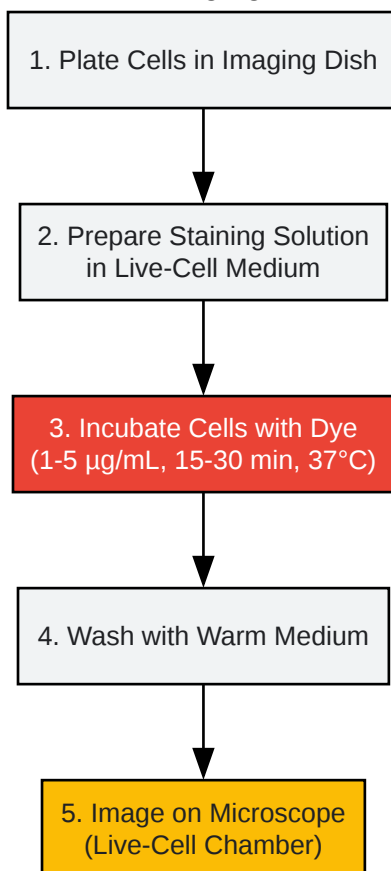 1. Plate Cells in Imaging Dish
2. Prepare Staining Solution
in Live-Cell Medium
3. Incubate Cells with Dye
(1-5 µg/mL, 15-30 min, 37°C)
4. Wash with Warm Medium
5. Image on Microscope
(Live-Cell Chamber)